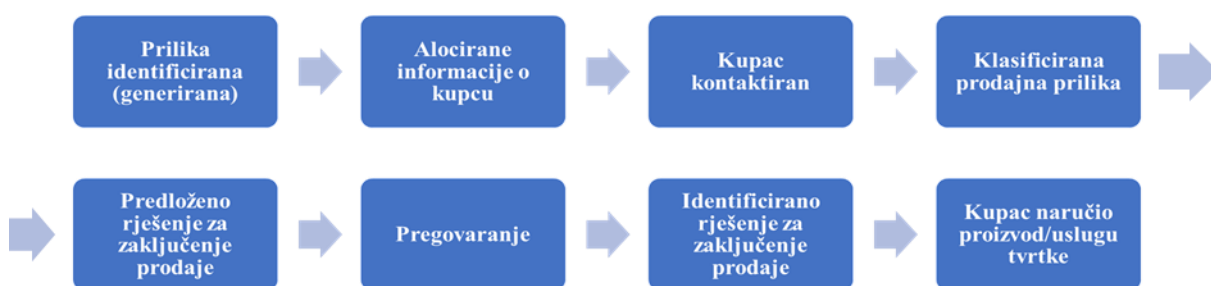 Prilika
identificirana
(generirana)
Alocirane
informacije o
kupcu
Kupac
kontaktiran
Klasificirana
prodajna prilika
Predloženo
rješenje za
zaključenje
prodaje
Pregovaranje
Identificirano
rješenje za
zaključenje
prodaje
Kupac naručio
proizvod/uslugu
tvrtke